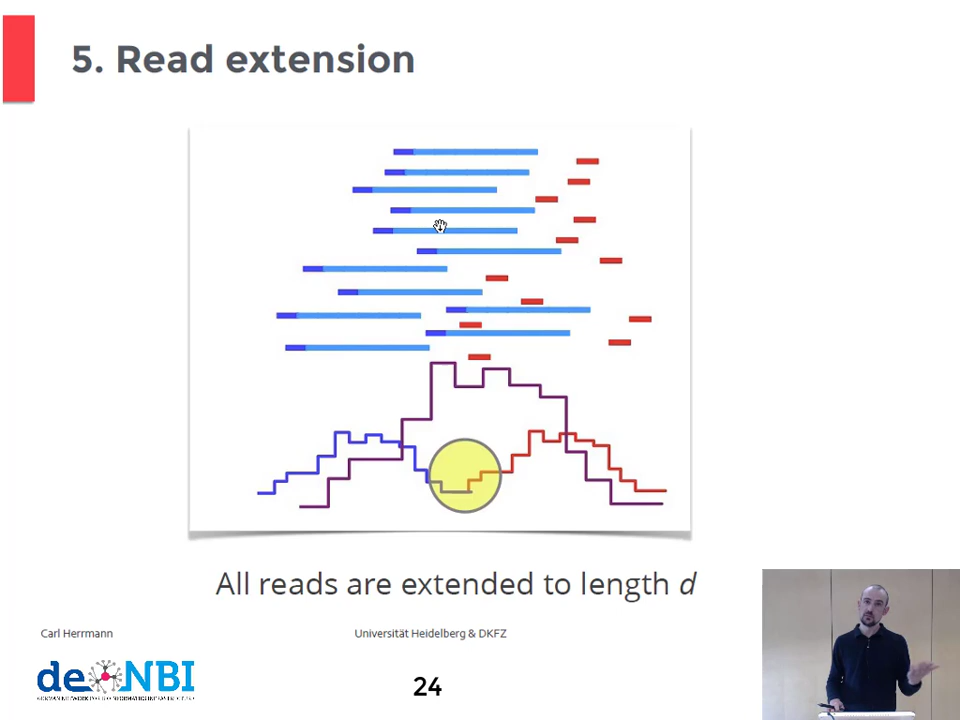 5. Read extension
All reads are extended to length d
Carl Herrmann
Universität Heidelberg & DKFZ
de NBI
24